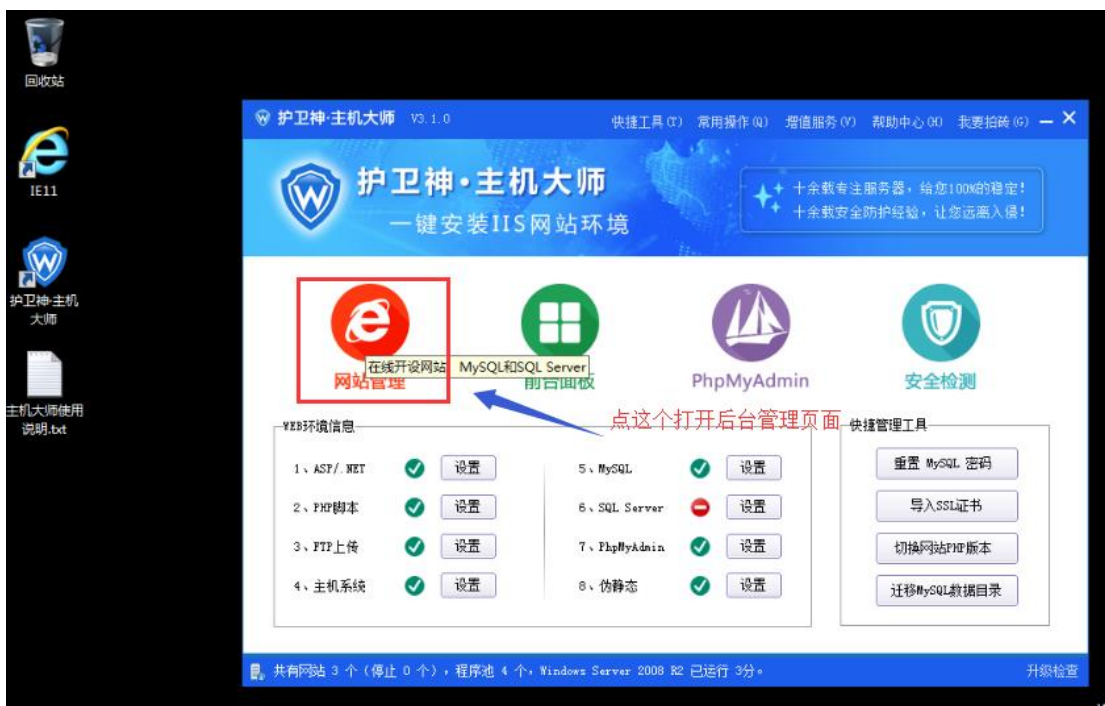 回收站
IE11
护卫神·主机
大师
主机大师使用
说明.txt
护卫神·主机大师 V3.1.0
快捷工具(T) 常用操作(Q) 增值服务(V) 帮助中心(H) 我要拍砖(G)
护卫神·主机大师
一键安装IIS网站环境
十余载专注服务器，给您100%的稳定！
十余载安全防护经验，让您远离入侵！
在线开设网站、MySQL和SQL Server
网站管理 前台面板 PhpMyAdmin 安全检测
点这个打开后台管理页面
WEB环境信息
1、ASP/.NET 设置
2、PHP脚本 设置
3、FTP上传 设置
4、主机系统 设置
5、MySQL 设置
6、SQL Server 设置
7、PhpMyAdmin 设置
8、伪静态 设置
快捷管理工具
重置 MySQL 密码
导入SSL证书
切换网站PHP版本
迁移MySQL数据目录
共有网站 3 个（停止 0 个），程序池 4 个，Windows Server 2008 R2 已运行 3分。
升级检查